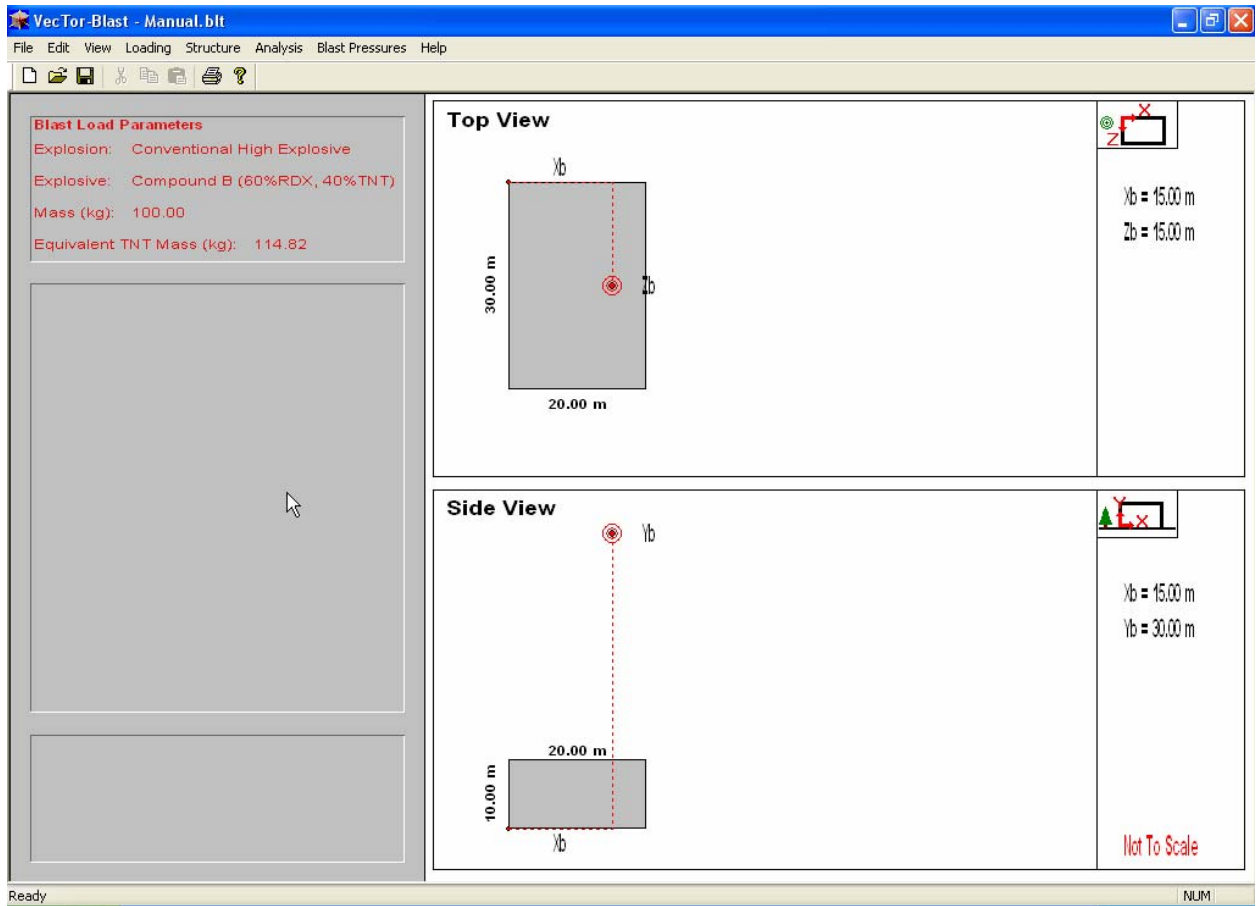 VecTor-Blast - Manual.blt
File Edit View Loading Structure Analysis Blast Pressures Help
Blast Load Parameters
Explosion: Conventional High Explosive
Explosive: Compound B (60%RDX, 40%TNT)
Mass (kg): 100.00
Equivalent TNT Mass (kg): 114.82
Top View
Xb
30.00 m
Zb
20.00 m
X
Z
Xb = 15.00 m
Zb = 15.00 m
Side View
Yb
20.00 m
10.00 m
Xb
Y
X
Xb = 15.00 m
Yb = 30.00 m
Not To Scale
Ready
NUM